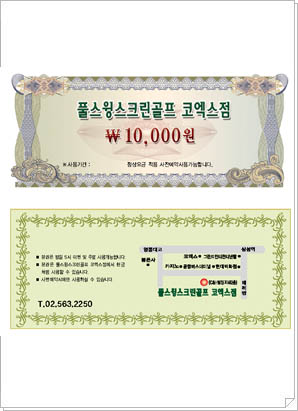 풀스윙스크린골프 코엑스점
₩10,000원
※사용기간 : 정상요금 적용 사전예약사용가능합니다.
본권은 평일 5시 이전 및 주말 사용가능합니다.
본권은 풀스윙스크린골프 코엑스점에서 현금
처럼 사용할 수 있습니다.
사전예약시에만 사용하실 수 있습니다.
T.02.563.2250
영동대교
삼성역
봉은사
코엑스
풀스윙스크린골프 코엑스점